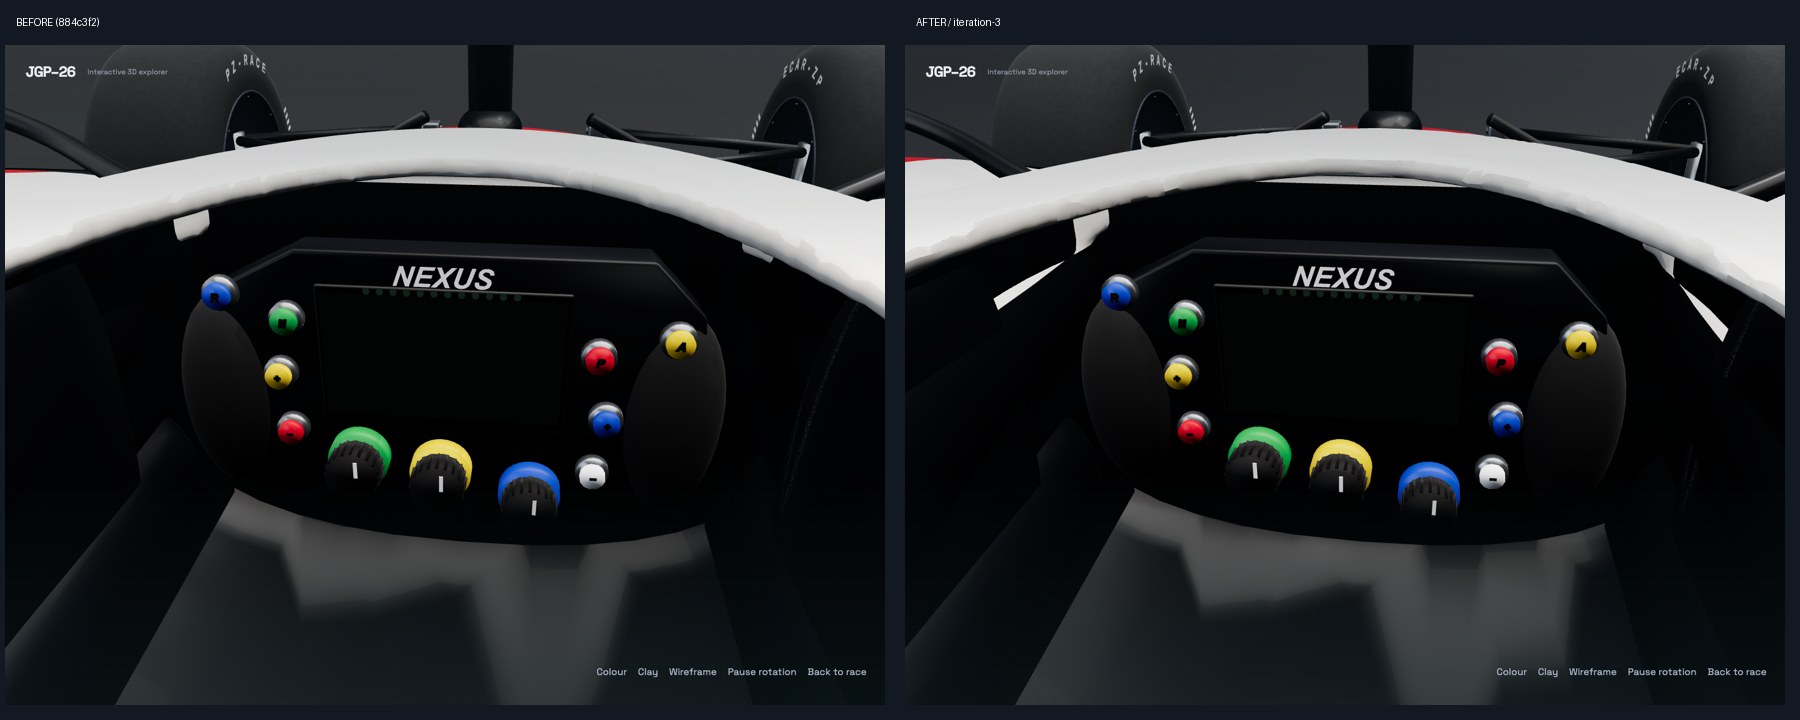 BEFORE (884c3f2)
AFTER / iteration-3
JGP-26 Interactive 3D explorer
PZ-RACE
ECAR-ZP
NEXUS
R
A
P
Colour Clay Wireframe Pause rotation Back to race
JGP-26 Interactive 3D explorer
PZ-RACE
ECAR-ZP
NEXUS
R
A
P
Colour Clay Wireframe Pause rotation Back to race